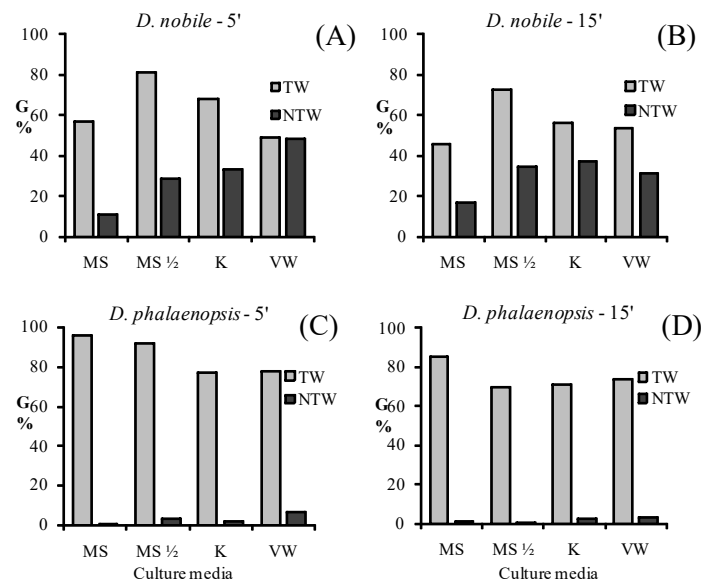 D. nobile - 5'
(A)
100
80
60
40
20
0
G
%
TW
NTW
MS
MS ½
K
VW
D. nobile - 15'
(B)
100
80
60
40
20
0
G
%
TW
NTW
MS
MS ½
K
VW
D. phalaenopsis - 5'
(C)
100
80
60
40
20
0
G
%
TW
NTW
MS
MS ½
K
VW
Culture media
D. phalaenopsis - 15'
(D)
100
80
60
40
20
0
G
%
TW
NTW
MS
MS ½
K
VW
Culture media